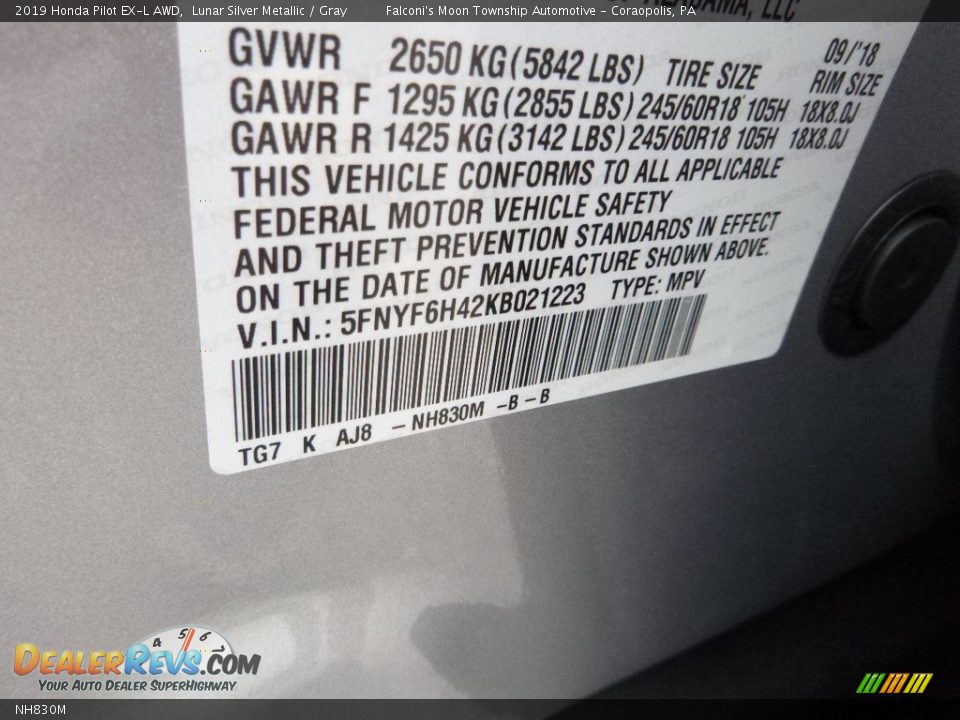 2019 Honda Pilot EX-L AWD, Lunar Silver Metallic / Gray Falconi's Moon Township Automotive - Coraopolis, PA
LLC
09/'18
GVWR 2650 KG (5842 LBS) TIRE SIZE RIM SIZE
GAWR F 1295 KG (2855 LBS) 245/60R18 105H 18X8.0J
GAWR R 1425 KG (3142 LBS) 245/60R18 105H 18X8.0J
THIS VEHICLE CONFORMS TO ALL APPLICABLE
FEDERAL MOTOR VEHICLE SAFETY
AND THEFT PREVENTION STANDARDS IN EFFECT
ON THE DATE OF MANUFACTURE SHOWN ABOVE.
V.I.N.: 5FNYF6H42KB021223 TYPE: MPV
TG7 K AJ8 -NH830M -B-B
4 5 6
DEALERREVS.COM
YOUR AUTO DEALER SUPERHIGHWAY
NH830M